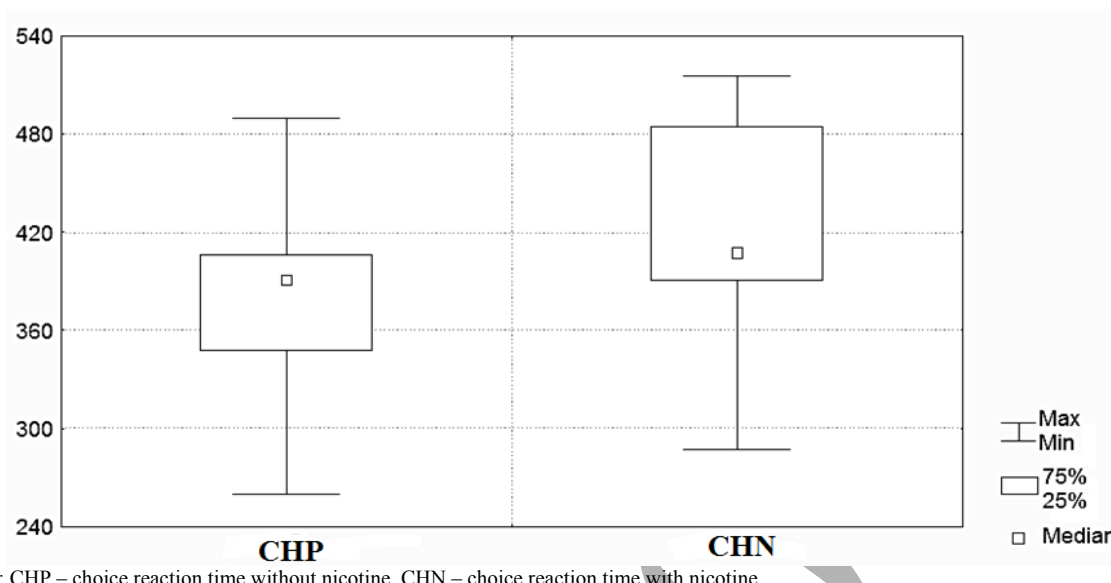 540
480
420
360
300
240
CHP
CHN
Max
Min
75%
25%
Median
: CHP – choice reaction time without nicotine, CHN – choice reaction time with nicotine